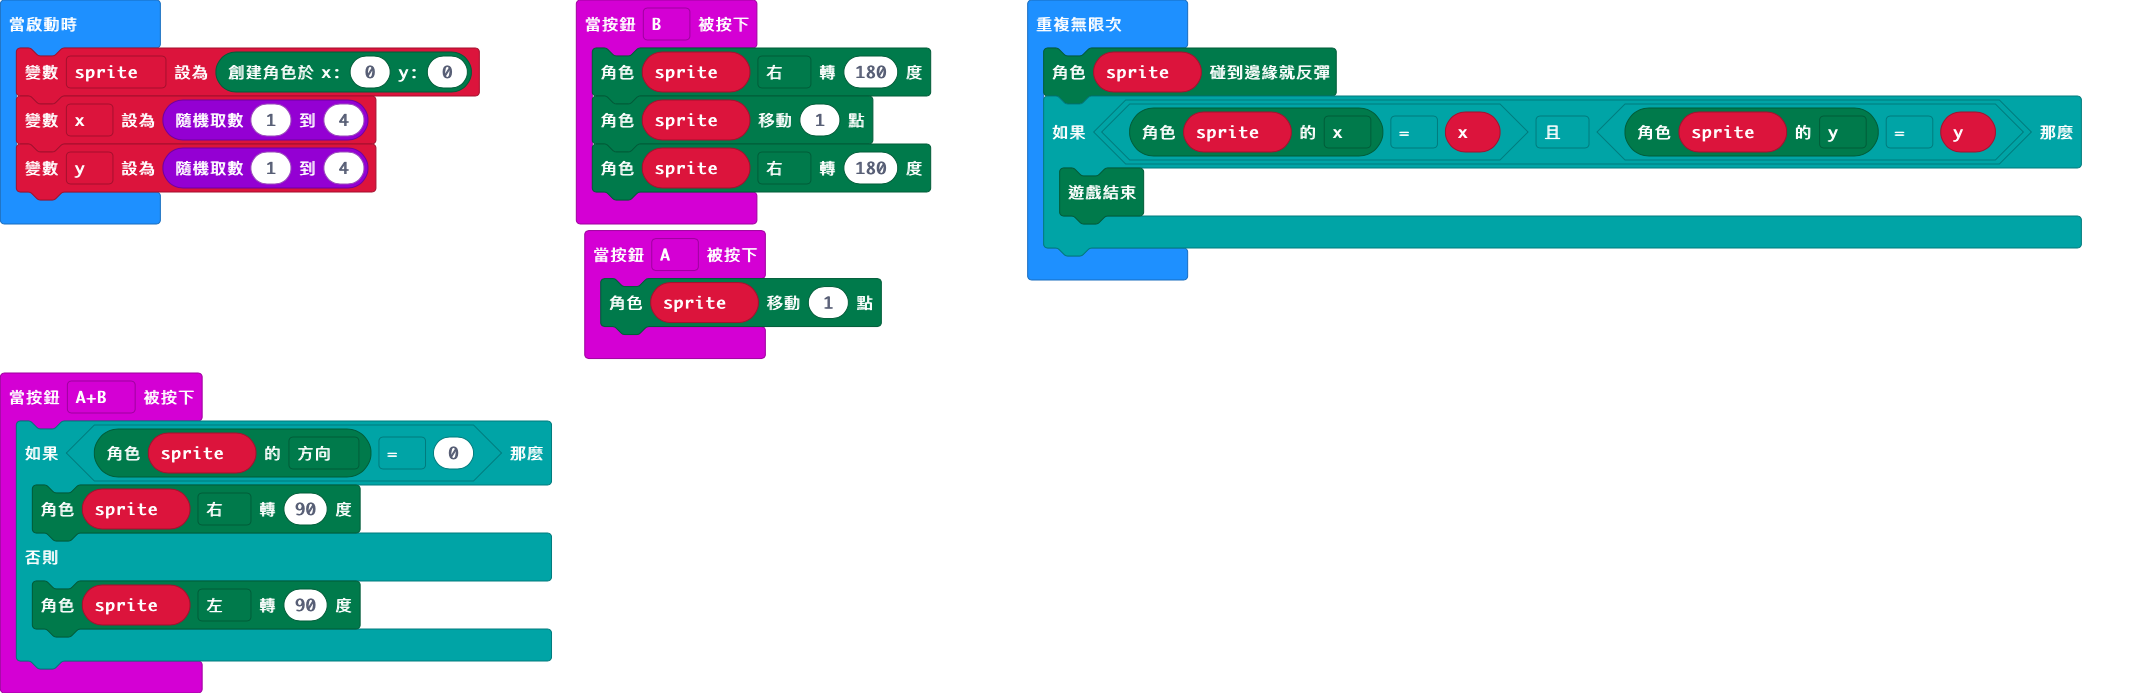 當啟動時
變數 sprite 設為 創建角色於 x: 0 y: 0
變數 x 設為 隨機取數 1 到 4
變數 y 設為 隨機取數 1 到 4
當按鈕 B 被按下
角色 sprite 右 轉 180 度
角色 sprite 移動 1 點
角色 sprite 右 轉 180 度
當按鈕 A 被按下
角色 sprite 移動 1 點
重複無限次
角色 sprite 碰到邊緣就反彈
如果 角色 sprite 的 x = x 且 角色 sprite 的 y = y 那麼
遊戲結束
當按鈕 A+B 被按下
如果 角色 sprite 的 方向 = 0 那麼
角色 sprite 右 轉 90 度
否則
角色 sprite 左 轉 90 度